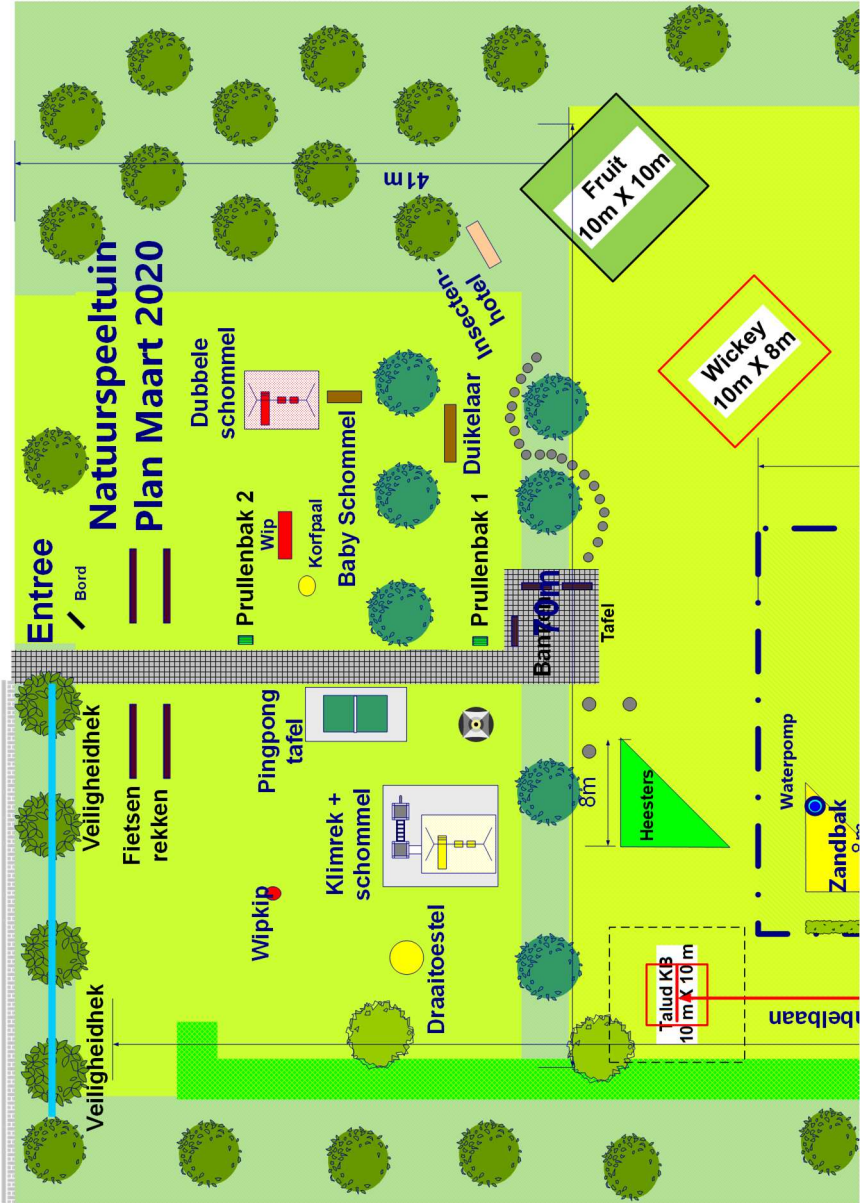 Entree
Bord
Natuurspeeltuin
Plan Maart 2020
41m
Fruit
10m X 10m
Insecten-
hotel
Dubbele
schommel
Baby Schommel
Duikelaar
Wickey
10m X 8m
Prullenbak 2
Wip
Korfpaal
Prullenbak 1
70m
Tafel
Veiligheidhek
Veiligheidhek
Fietsen
rekken
Pingpong
tafel
Klimrek +
schommel
Wipkip
Draaitoestel
8m
Heesters
Waterpomp
Zandbak
8m
Talud KB
10 m X 10 m
belbaan